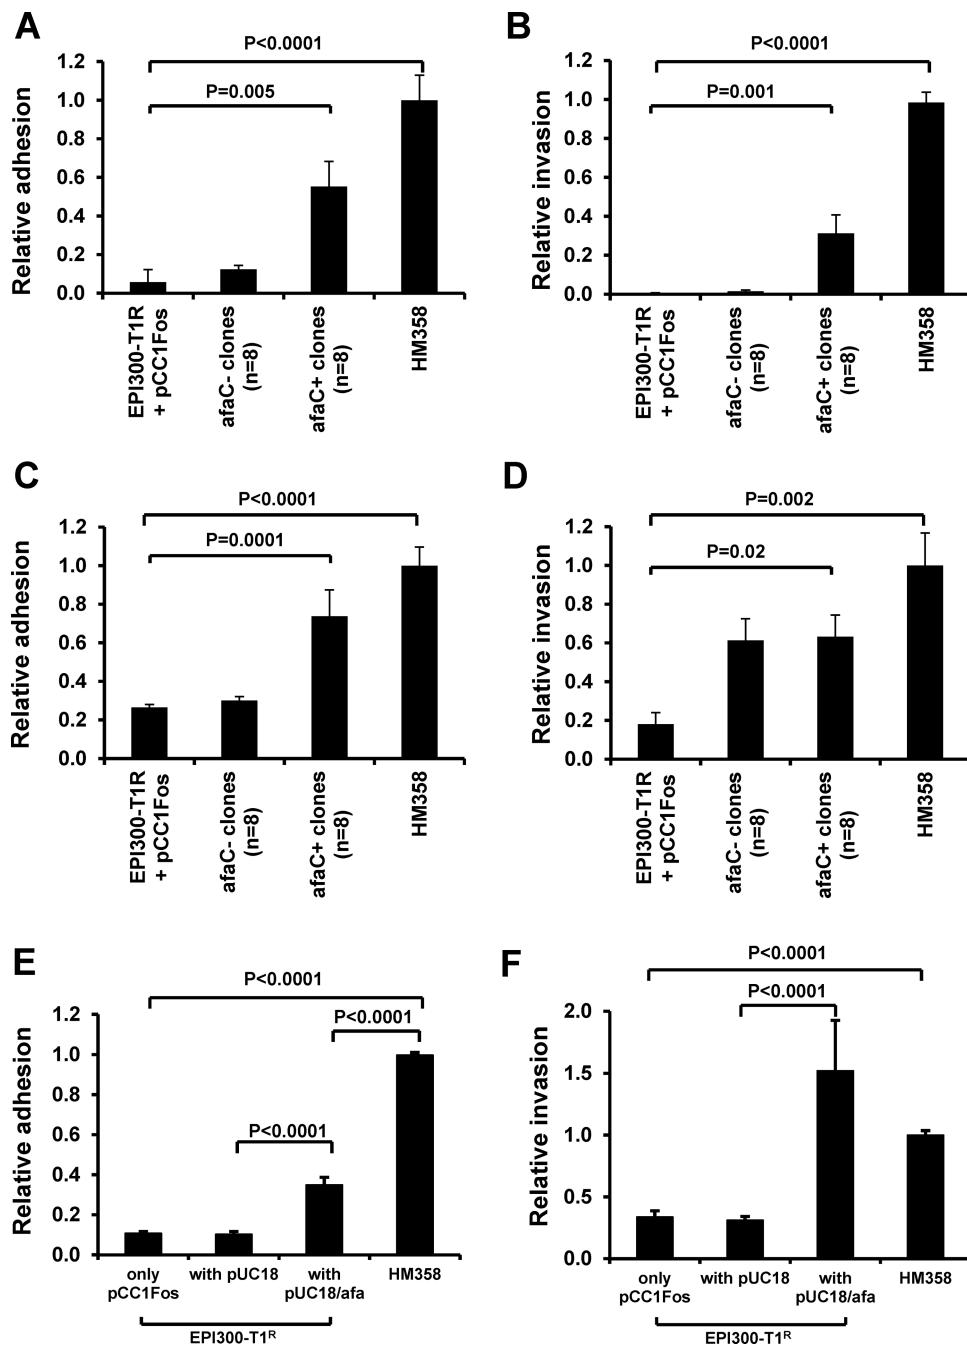 A
P<0.0001
P=0.005
Relative adhesion
1.2
1.0
0.8
0.6
0.4
0.2
0.0
EPI300-T1R
+ pCC1Fos
afaC- clones
(n=8)
afaC+ clones
(n=8)
HM358
B
P<0.0001
P=0.001
Relative invasion
1.2
1.0
0.8
0.6
0.4
0.2
0.0
EPI300-T1R
+ pCC1Fos
afaC- clones
(n=8)
afaC+ clones
(n=8)
HM358
C
P<0.0001
P=0.0001
Relative adhesion
1.2
1.0
0.8
0.6
0.4
0.2
0.0
EPI300-T1R
+ pCC1Fos
afaC- clones
(n=8)
afaC+ clones
(n=8)
HM358
D
P=0.002
P=0.02
Relative invasion
1.2
1.0
0.8
0.6
0.4
0.2
0.0
EPI300-T1R
+ pCC1Fos
afaC- clones
(n=8)
afaC+ clones
(n=8)
HM358
E
P<0.0001
P<0.0001
P<0.0001
Relative adhesion
1.2
1.0
0.8
0.6
0.4
0.2
0.0
only
pCC1Fos
with pUC18
with
pUC18/afa
HM358
EPI300-T1ᴿ
F
P<0.0001
P<0.0001
Relative invasion
2.0
1.5
1.0
0.5
0.0
only
pCC1Fos
with pUC18
with
pUC18/afa
HM358
EPI300-T1ᴿ